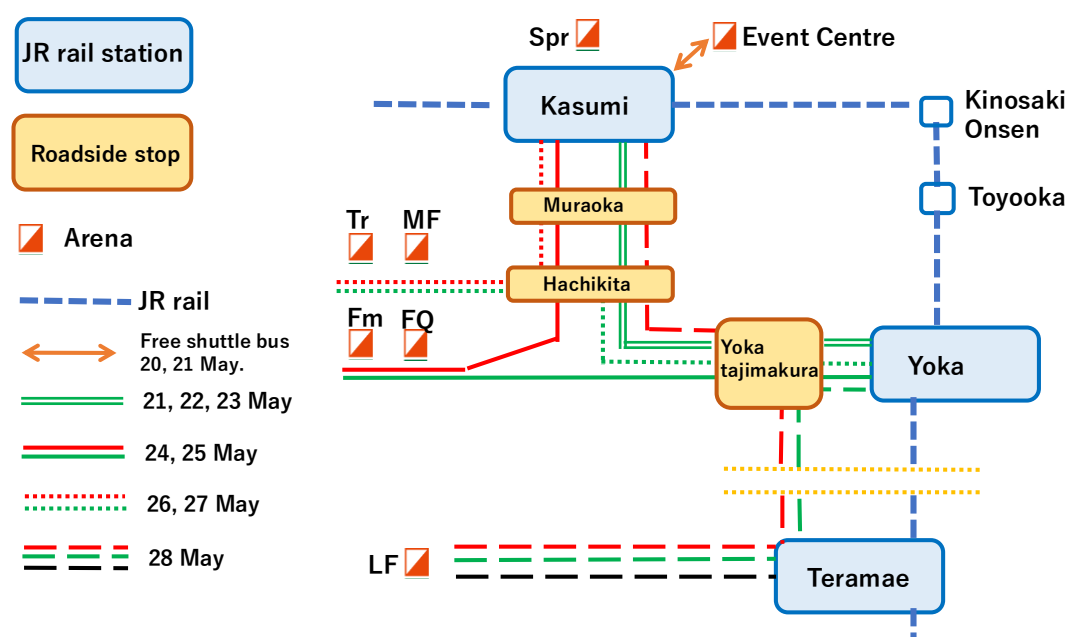 JR rail station
Roadside stop
Arena
JR rail
Free shuttle bus
20, 21 May.
21, 22, 23 May
24, 25 May
26, 27 May
28 May
Spr
Event Centre
Kasumi
Kinosaki
Onsen
Toyooka
Muraoka
Tr
MF
Hachikita
Fm
FQ
Yoka
tajimakura
Yoka
LF
Teramae